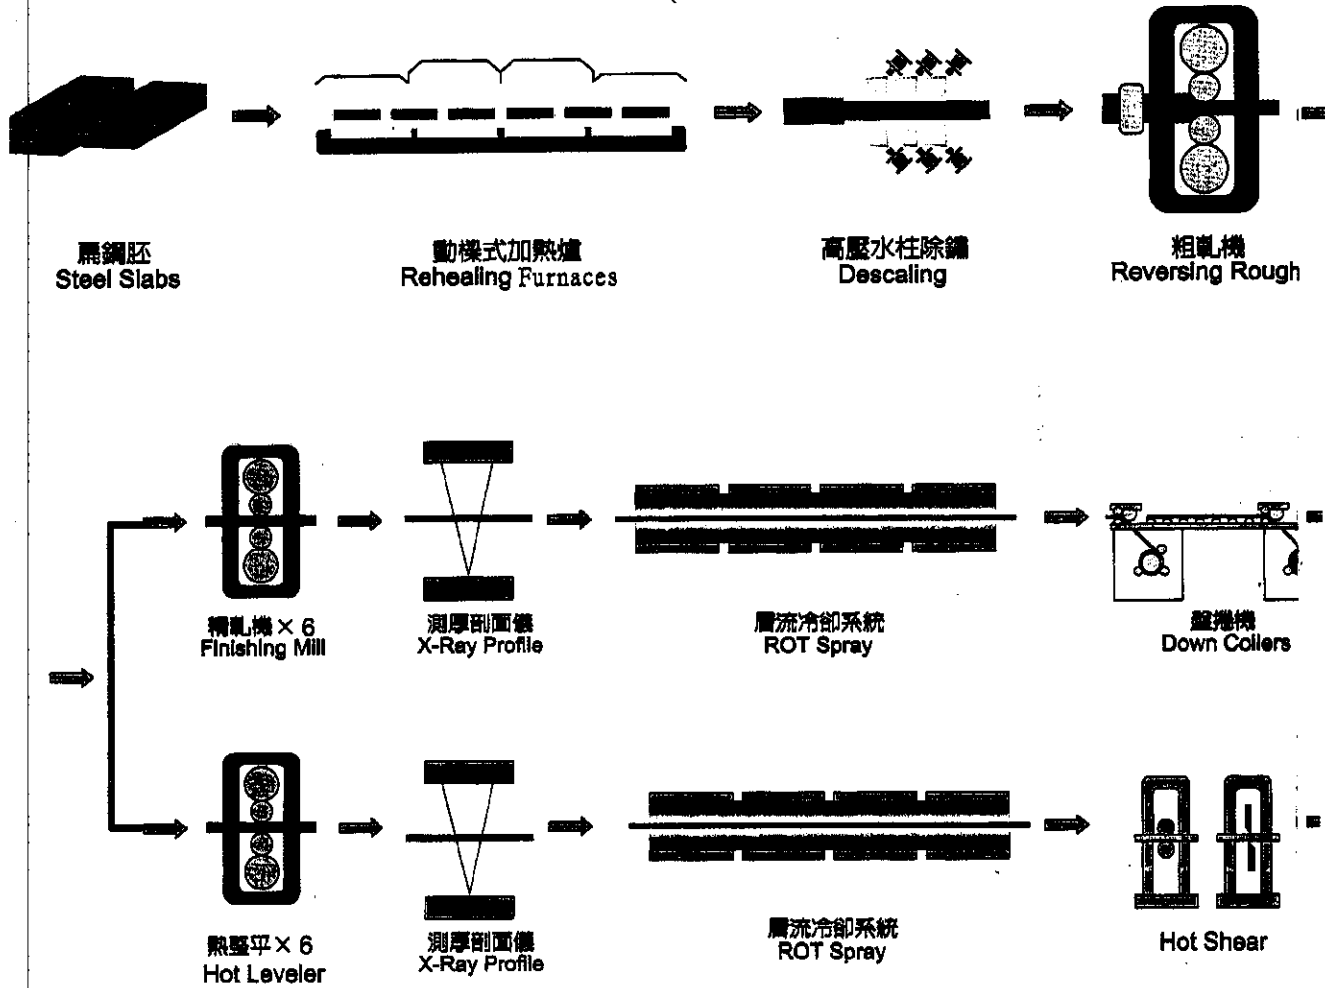 扁鋼胚
Steel Slabs
動樑式加熱爐
Rehealing Furnaces
高壓水柱除鏽
Descaling
粗軋機
Reversing Rough
精軋機×6
Finishing Mill
測厚剖面儀
X-Ray Profile
層流冷卻系統
ROT Spray
盤捲機
Down Coilers
熱整平×6
Hot Leveler
測厚剖面儀
X-Ray Profile
層流冷卻系統
ROT Spray
Hot Shear